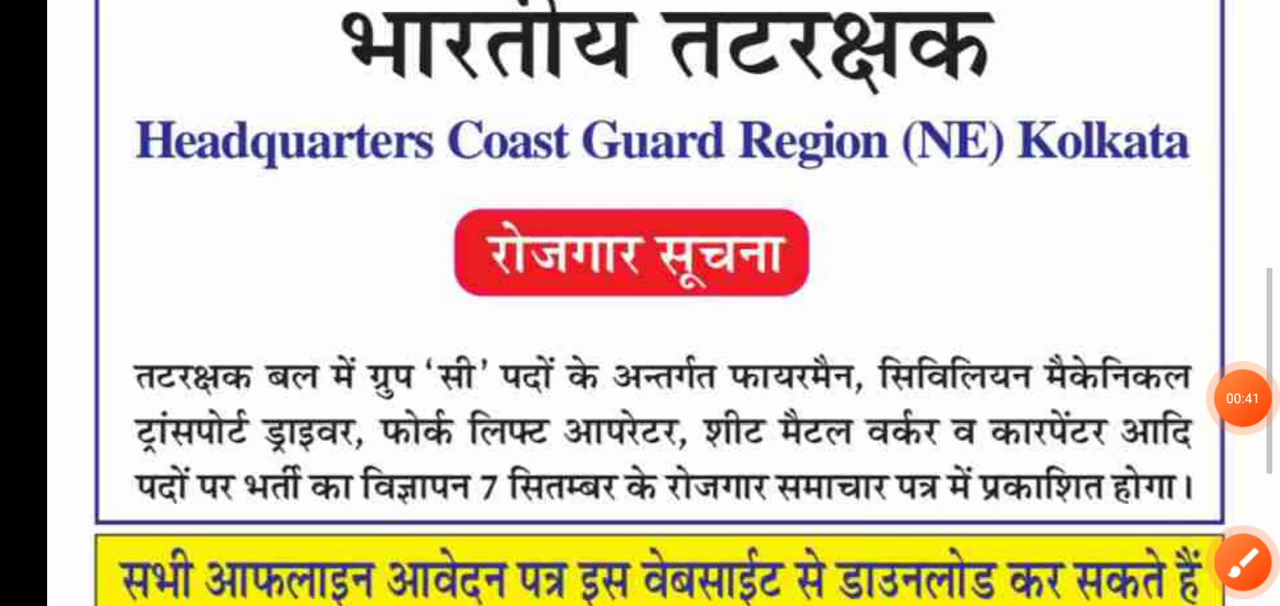 भारतीय तटरक्षक
Headquarters Coast Guard Region (NE) Kolkata
रोजगार सूचना
तटरक्षक बल में ग्रुप ‘सी’ पदों के अन्तर्गत फायरमैन, सिविलियन मैकेनिकल
ट्रांसपोर्ट ड्राइवर, फोर्क लिफ्ट आपरेटर, शीट मैटल वर्कर व कारपेंटर आदि
पदों पर भर्ती का विज्ञापन 7 सितम्बर के रोजगार समाचार पत्र में प्रकाशित होगा।
00:41
सभी आफलाइन आवेदन पत्र इस वेबसाईट से डाउनलोड कर सकते हैं